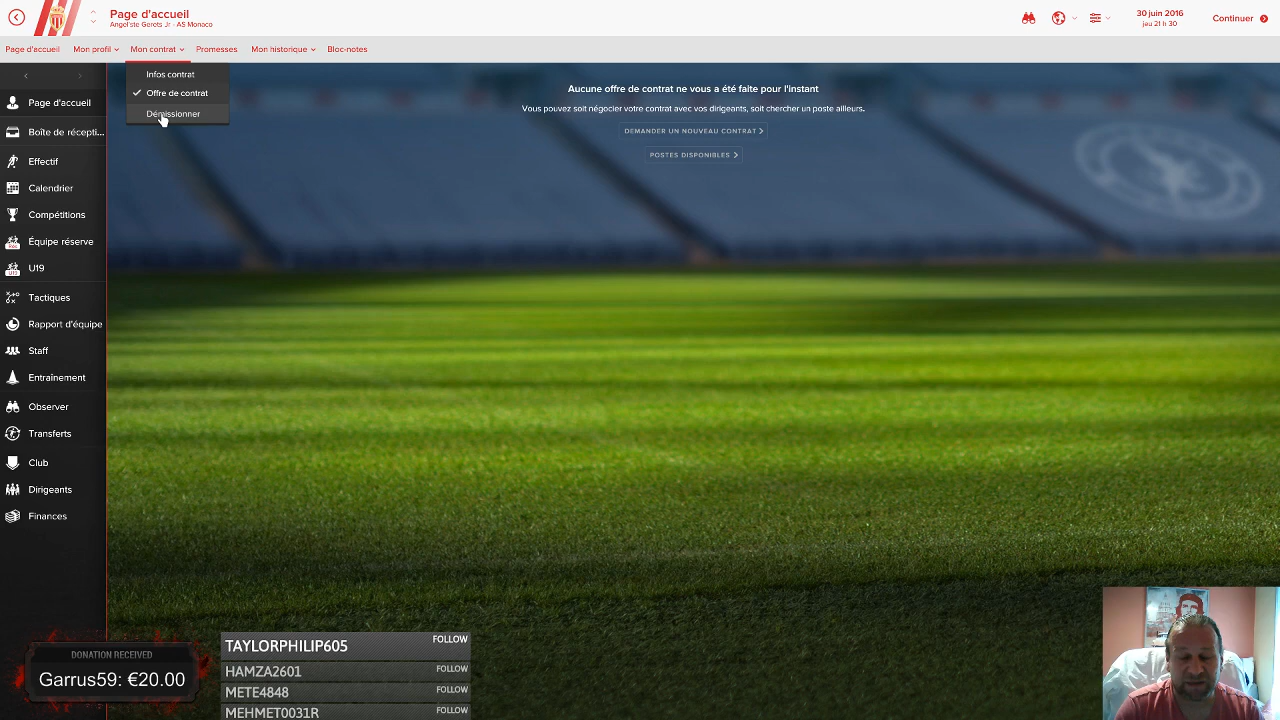 Page d'accueil
Angel'ste Gerets Jr - AS Monaco
30 juin 2016
jeu 21 h 30
Continuer
Page d'accueil
Mon profil
Mon contrat
Promesses
Mon historique
Bloc-notes
Infos contrat
Offre de contrat
Démissionner
Page d'accueil
Boîte de récepti...
Effectif
Calendrier
Compétitions
Équipe réserve
U19
Tactiques
Rapport d'équipe
Staff
Entraînement
Observer
Transferts
Club
Dirigeants
Finances
Aucune offre de contrat ne vous a été faite pour l'instant
Vous pouvez soit négocier votre contrat avec vos dirigeants, soit chercher un poste ailleurs.
DEMANDER UN NOUVEAU CONTRAT
POSTES DISPONIBLES
DONATION RECEIVED
Garrus59: €20.00
TAYLORPHILIP605 FOLLOW
HAMZA2601 FOLLOW
METE4848 FOLLOW
MEHMET0031R FOLLOW